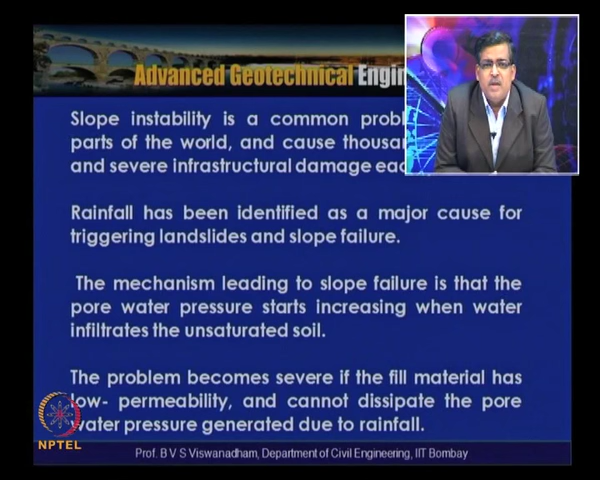 Advanced Geotechnical Engi
Slope instability is a common prob
parts of the world, and cause thousan
and severe infrastructural damage ea
Rainfall has been identified as a major cause for
triggering landslides and slope failure.
The mechanism leading to slope failure is that the
pore water pressure starts increasing when water
infiltrates the unsaturated soil.
The problem becomes severe if the fill material has
low- permeability, and cannot dissipate the pore
water pressure generated due to rainfall.
NPTEL
Prof. B V S Viswanadham, Department of Civil Engineering, IIT Bombay